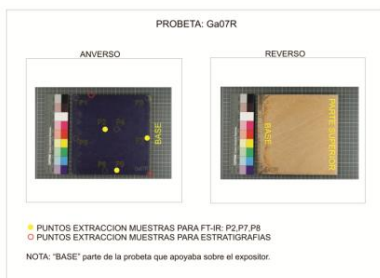 PROBETA: Ga07R
ANVERSO
REVERSO
BASE
BASE
PARTE SUPERIOR
PUNTOS EXTRACCION MUESTRAS PARA FT-IR: P2,P7,P8
PUNTOS EXTRACCION MUESTRAS PARA ESTRATIGRAFIAS
NOTA: "BASE" parte de la probeta que apoyaba sobre el expositor.